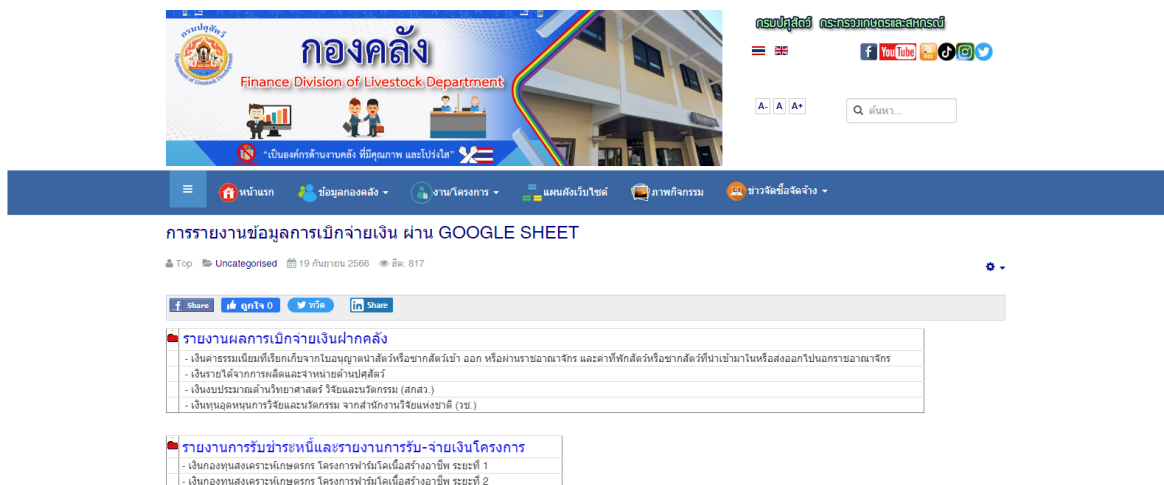 กรมปศุสัตว์
Department of Livestock Development
กองคลัง
Finance Division of Livestock Department
"เป็นองค์กรด้านงานคลัง ที่มีคุณภาพ และโปร่งใส"
กรมปศุสัตว์ กระทรวงเกษตรและสหกรณ์
You Tube
A- A A+
ค้นหา...
หน้าแรก ข้อมูลกองคลัง งาน/โครงการ แผนผังเว็บไซต์ ภาพกิจกรรม ข่าวจัดซื้อจัดจ้าง
การรายงานข้อมูลการเบิกจ่ายเงิน ผ่าน GOOGLE SHEET
Top Uncategorised 19 กันยายน 2566 ฮิต: 817
f Share ถูกใจ 0 ทวีต in Share
รายงานผลการเบิกจ่ายเงินฝากคลัง
- เงินค่าธรรมเนียมที่เรียกเก็บจากใบอนุญาตนำสัตว์หรือซากสัตว์เข้า ออก หรือผ่านราชอาณาจักร และค่าที่พักสัตว์หรือซากสัตว์ที่นำเข้ามาในหรือส่งออกไปนอกราชอาณาจักร
- เงินรายได้จากการผลิตและจำหน่ายด้านปศุสัตว์
- เงินงบประมาณด้านวิทยาศาสตร์ วิจัยและนวัตกรรม (สกสว.)
- เงินทุนอุดหนุนการวิจัยและนวัตกรรม จากสำนักงานวิจัยแห่งชาติ (วช.)
รายงานการรับชำระหนี้และรายงานการรับ-จ่ายเงินโครงการ
- เงินกองทุนสงเคราะห์เกษตรกร โครงการฟาร์มโคเนื้อสร้างอาชีพ ระยะที่ 1
- เงินกองทุนสงเคราะห์เกษตรกร โครงการฟาร์มโคเนื้อสร้างอาชีพ ระยะที่ 2